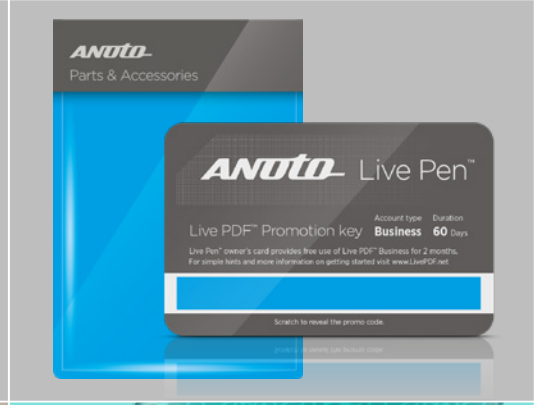 ANOTO
Parts & Accessories
ANOTO Live Pen™
Account type Duration
Live PDF™ Promotion key Business 60 Days
Live Pen™ owner's card provides free use of Live PDF™ Business for 2 months.
For simple hints and more information on getting started visit www.LivePDF.net
Scratch to reveal the promo code.